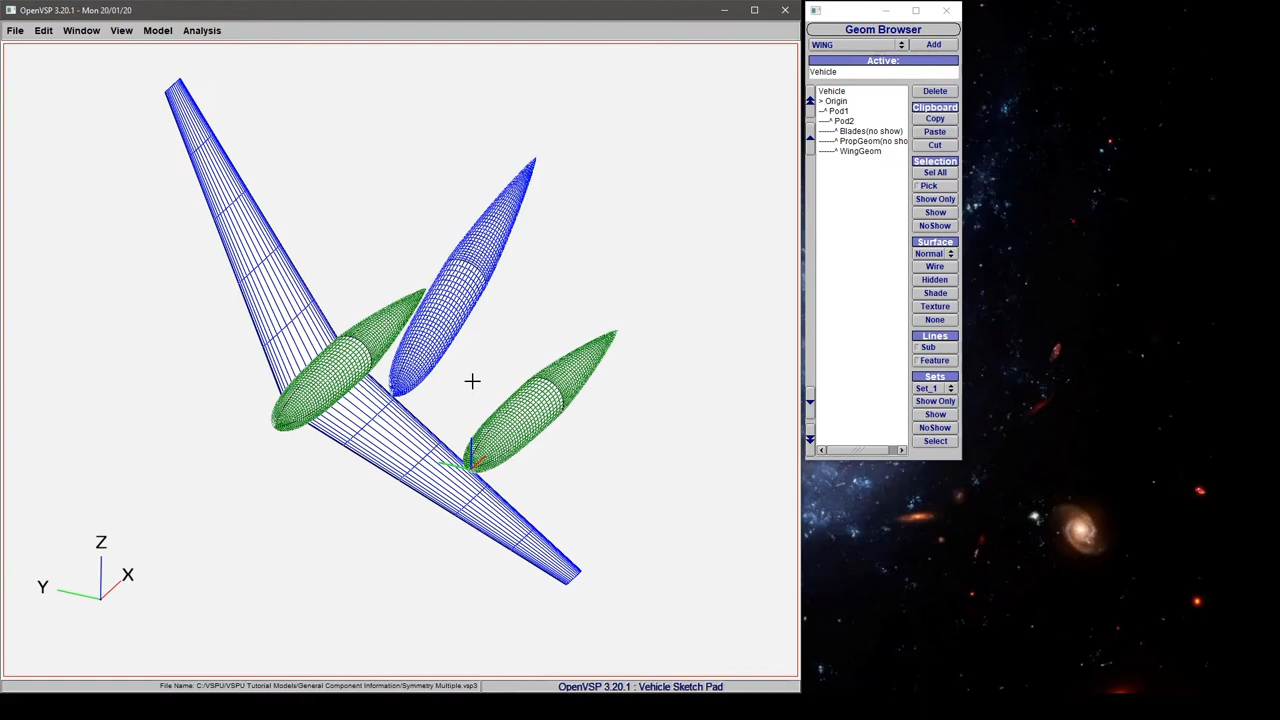 OpenVSP 3.20.1 - Mon 20/01/20
File Edit Window View Model Analysis
Z
Y
X
File Name: C:/VSPU/VSPU Tutorial Models/General Component Information/Symmetry Multiple.vsp3
OpenVSP 3.20.1 : Vehicle Sketch Pad
Geom Browser
WING
Add
Active:
Vehicle
Vehicle
> Origin
--^ Pod1
----^ Pod2
------^ Blades(no show)
------^ PropGeom(no sho
------^ WingGeom
Delete
Clipboard
Copy
Paste
Cut
Selection
Sel All
Pick
Show Only
Show
NoShow
Surface
Normal
Wire
Hidden
Shade
Texture
None
Lines
Sub
Feature
Sets
Set_1
Show Only
Show
NoShow
Select